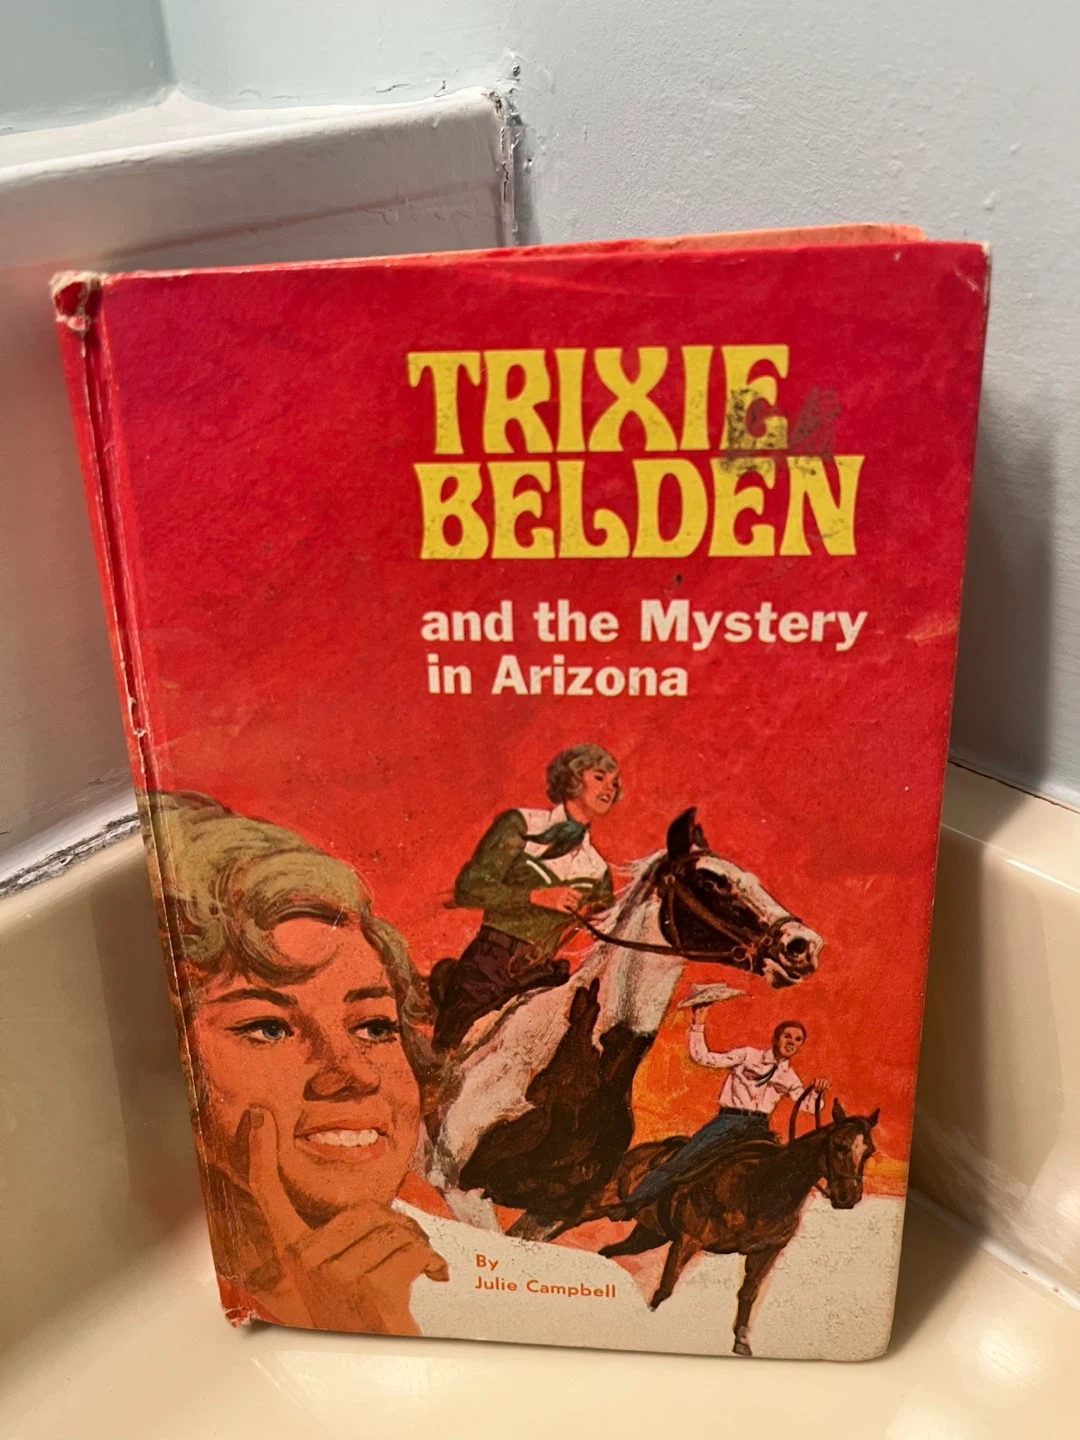 TRIXIE
BELDEN
and the Mystery
in Arizona
By
Julie Campbell